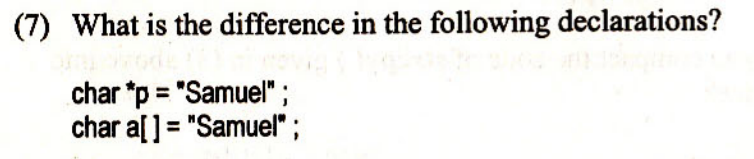 (7) What is the difference in the following declarations?
char *p = "Samuel" ;
char a[ ] = "Samuel" ;